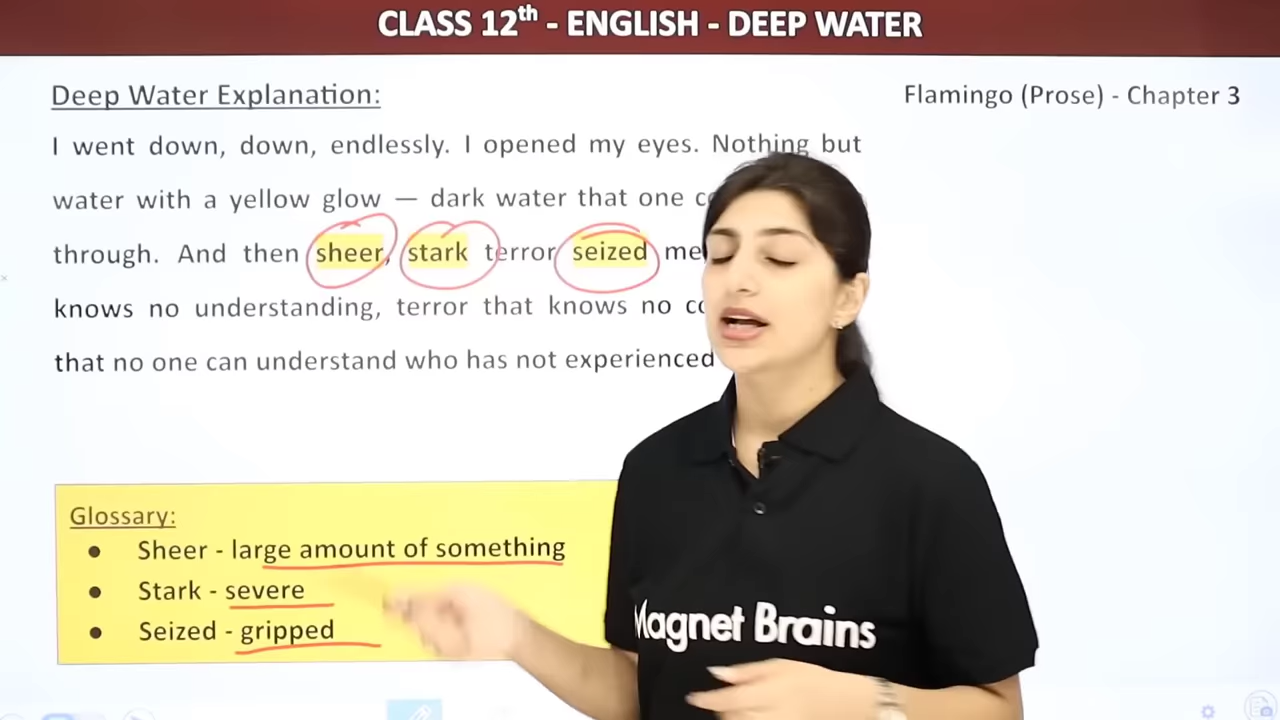 CLASS 12th - ENGLISH - DEEP WATER
Deep Water Explanation:
Flamingo (Prose) - Chapter 3
I went down, down, endlessly. I opened my eyes. Nothing but
water with a yellow glow — dark water that one
through. And then sheer, stark terror seized me
knows no understanding, terror that knows no
that no one can understand who has not experienced
Glossary:
● Sheer - large amount of something
● Stark - severe
● Seized - gripped
Magnet Brains